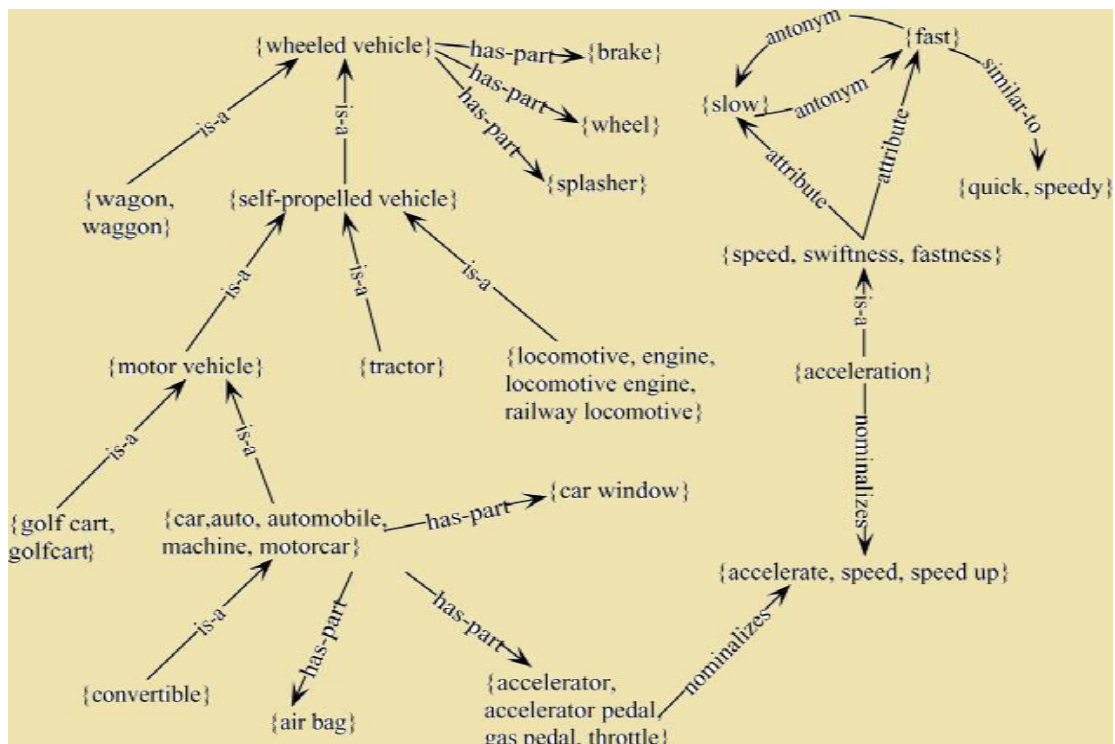 {wheeled vehicle}
has-part
{brake}
has-part
{wheel}
has-part
{splasher}
is-a
is-a
{wagon,
waggon}
{self-propelled vehicle}
is-a
is-a
is-a
{motor vehicle}
{tractor}
{locomotive, engine,
locomotive engine,
railway locomotive}
is-a
is-a
{golf cart,
golfcart}
{car,auto, automobile,
machine, motorcar}
has-part
{car window}
is-a
has-part
has-part
{convertible}
{air bag}
{accelerator,
accelerator pedal,
gas pedal, throttle}
nominalizes
antonym
{fast}
{slow}
antonym
similar-to
attribute
attribute
{quick, speedy}
{speed, swiftness, fastness}
is-a
{acceleration}
nominalizes
{accelerate, speed, speed up}